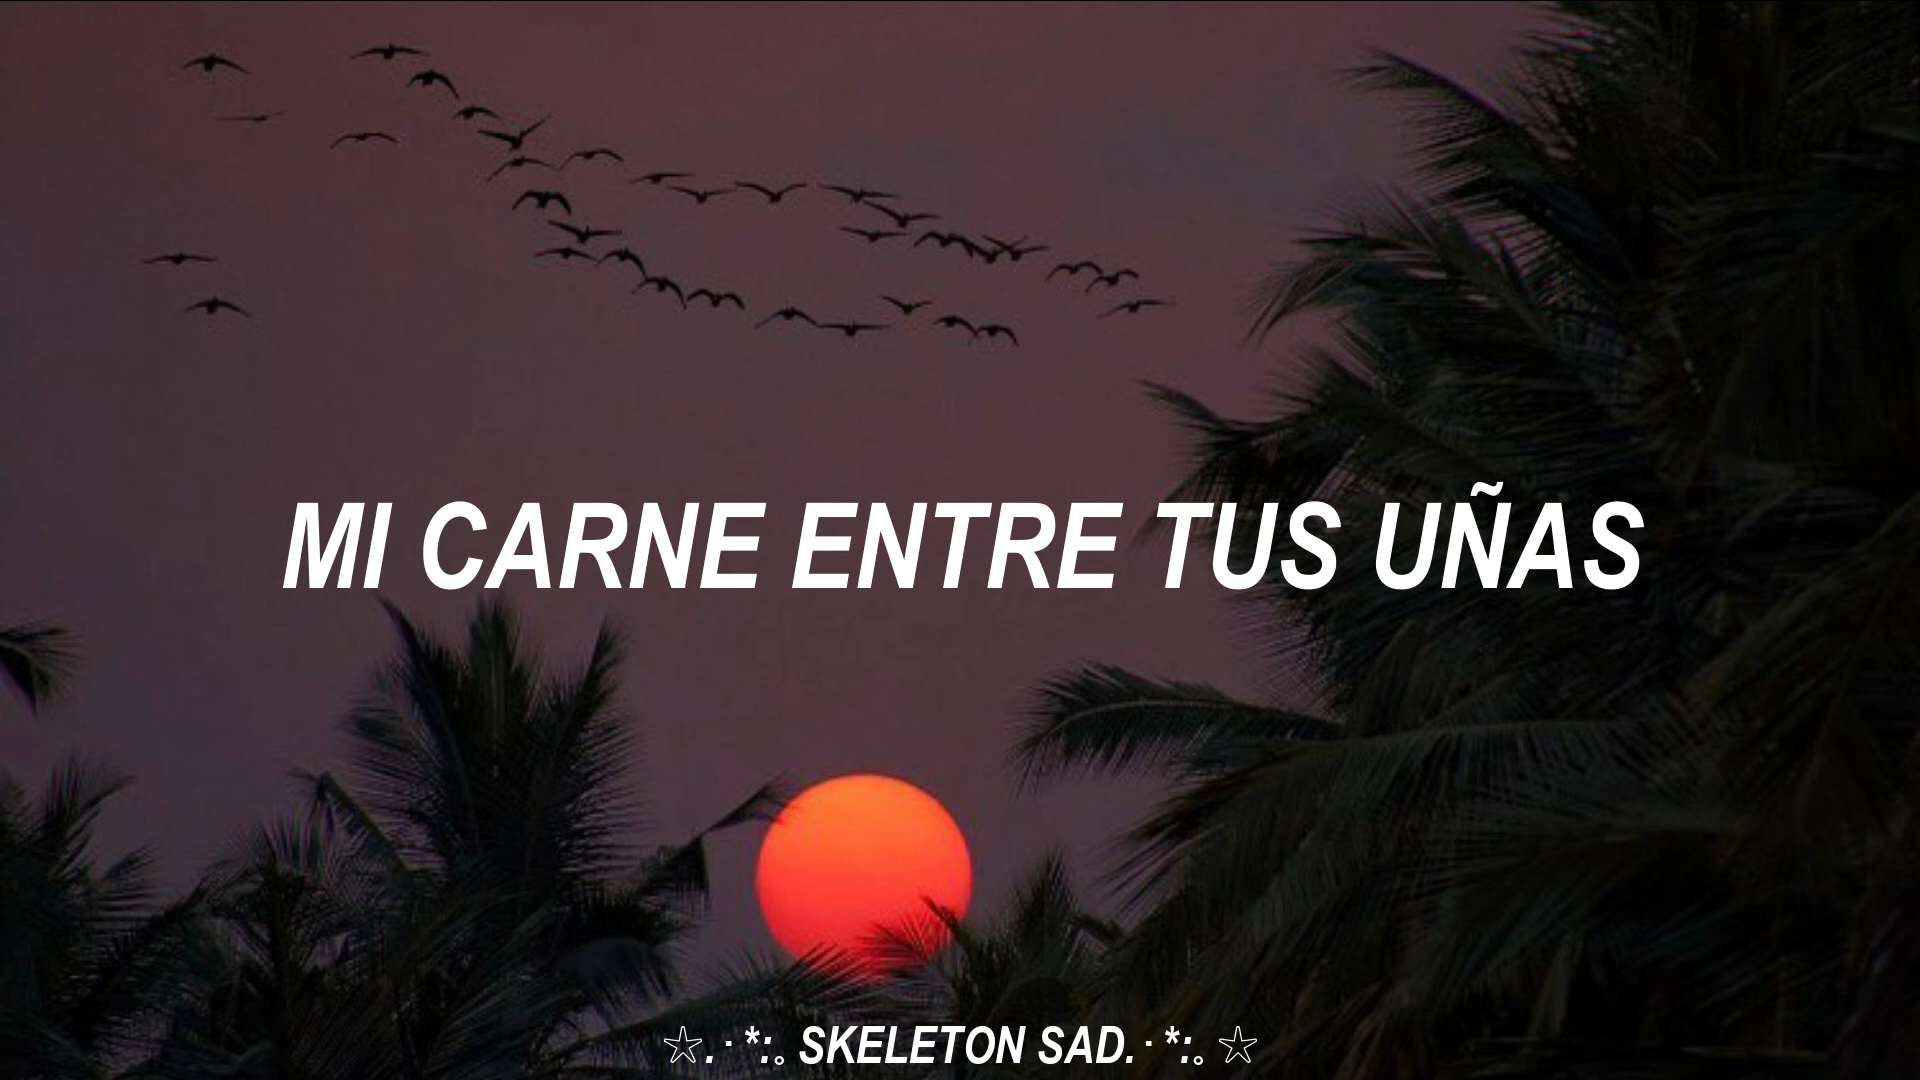 MI CARNE ENTRE TUS UÑAS
☆.·*:。SKELETON SAD.·*:。☆